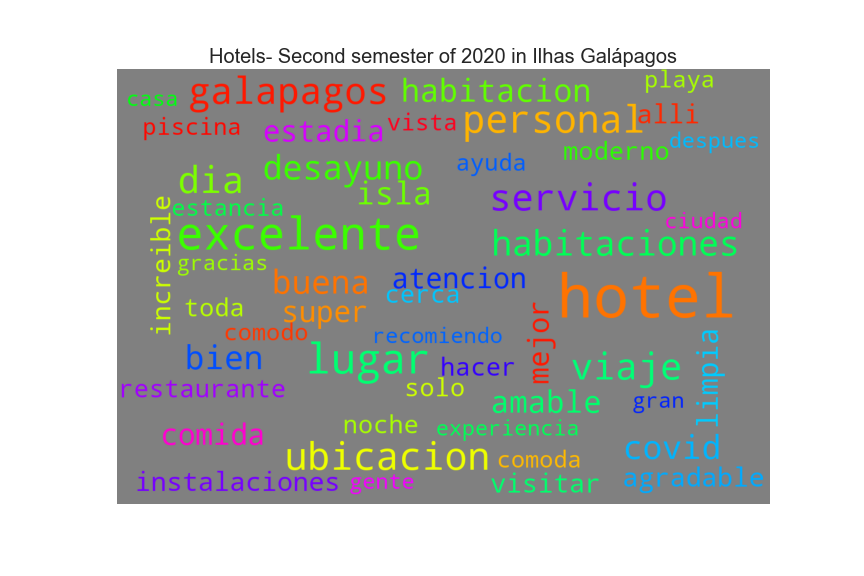 Hotels- Second semester of 2020 in Ilhas Galápagos
casa
galapagos
habitacion
playa
piscina
estadia
vista
personal
alli
despues
moderno
desayuno
ayuda
dia
isla
servicio
estancia
ciudad
increible
excelente
habitaciones
gracias
buena
atencion
cerca
hotel
toda
super
comodo
recomiendo
mejor
limpia
bien
lugar
hacer
viaje
restaurante
solo
amable
gran
comida
noche
experiencia
ubicacion
comoda
covid
instalaciones
gente
visitar
agradable